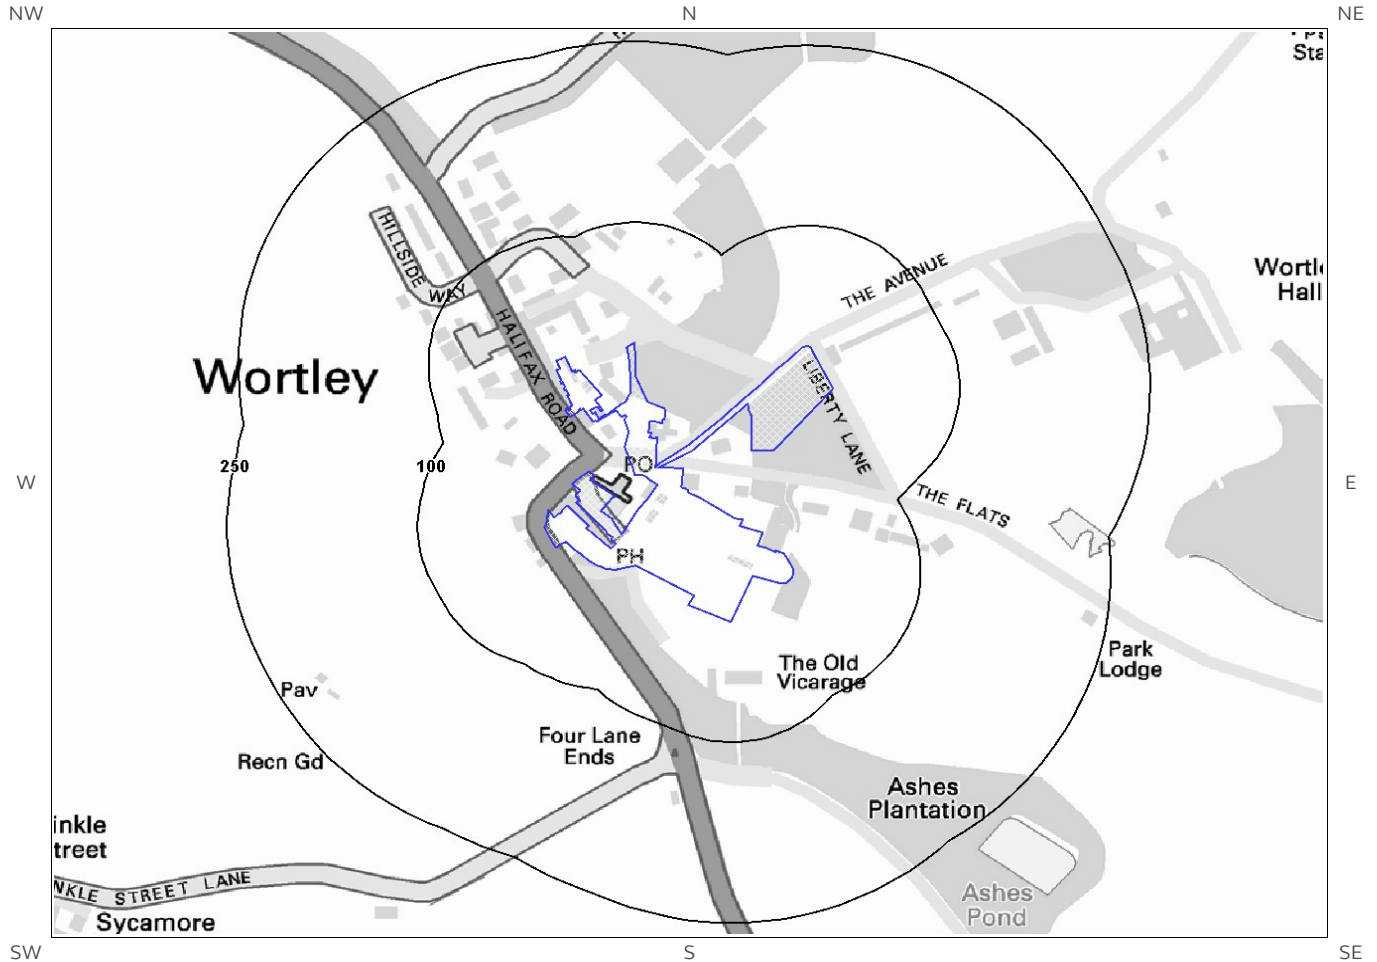 NW
N
NE
Sta
HILLSIDE
WAY
THE AVENUE
Wortl
Hall
HALIFAX ROAD
Wortley
LIBERTY LANE
250
100
PO
W
E
THE FLATS
PH
Park
Lodge
The Old
Vicarage
Pav
Four Lane
Ends
Recn Gd
Ashes
Plantation
inkle
treet
NKLE STREET LANE
Sycamore
Ashes
Pond
SW
S
SE